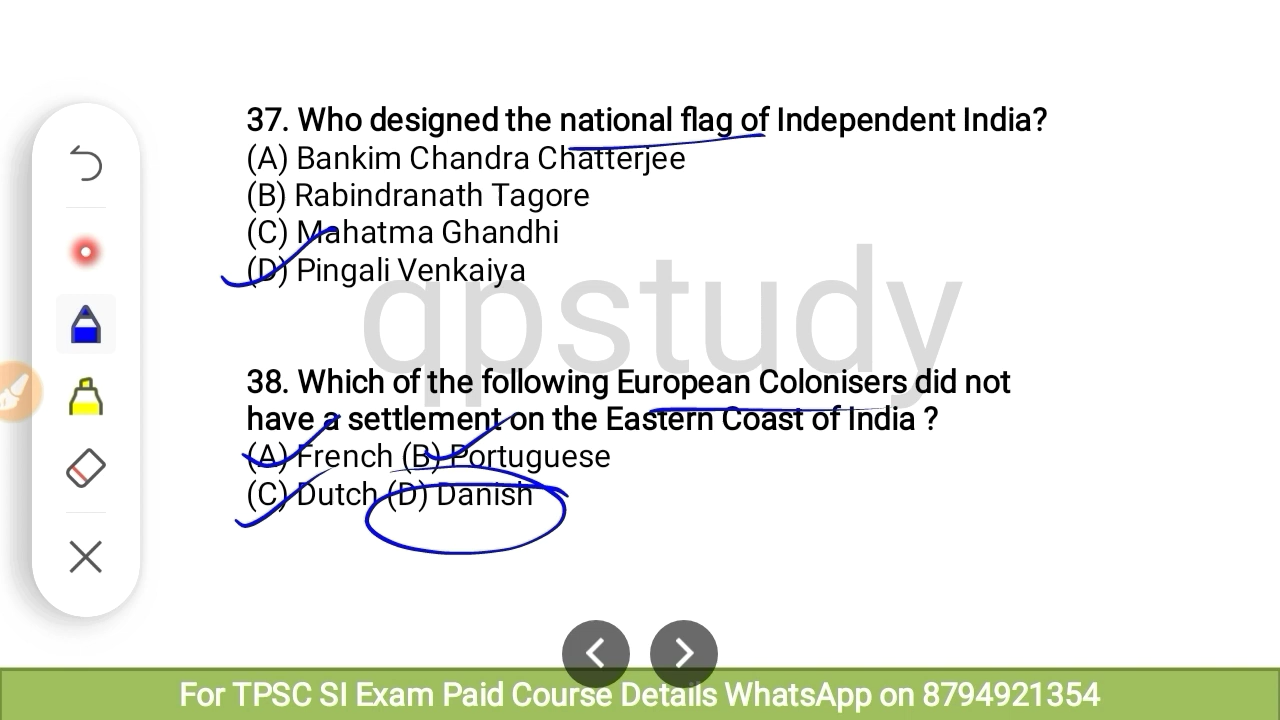 37. Who designed the national flag of Independent India?
(A) Bankim Chandra Chatterjee
(B) Rabindranath Tagore
(C) Mahatma Ghandhi
(D) Pingali Venkaiya
qpstudy
38. Which of the following European Colonisers did not
have a settlement on the Eastern Coast of India ?
(A) French (B) Portuguese
(C) Dutch (D) Danish
For TPSC SI Exam Paid Course Details WhatsApp on 8794921354